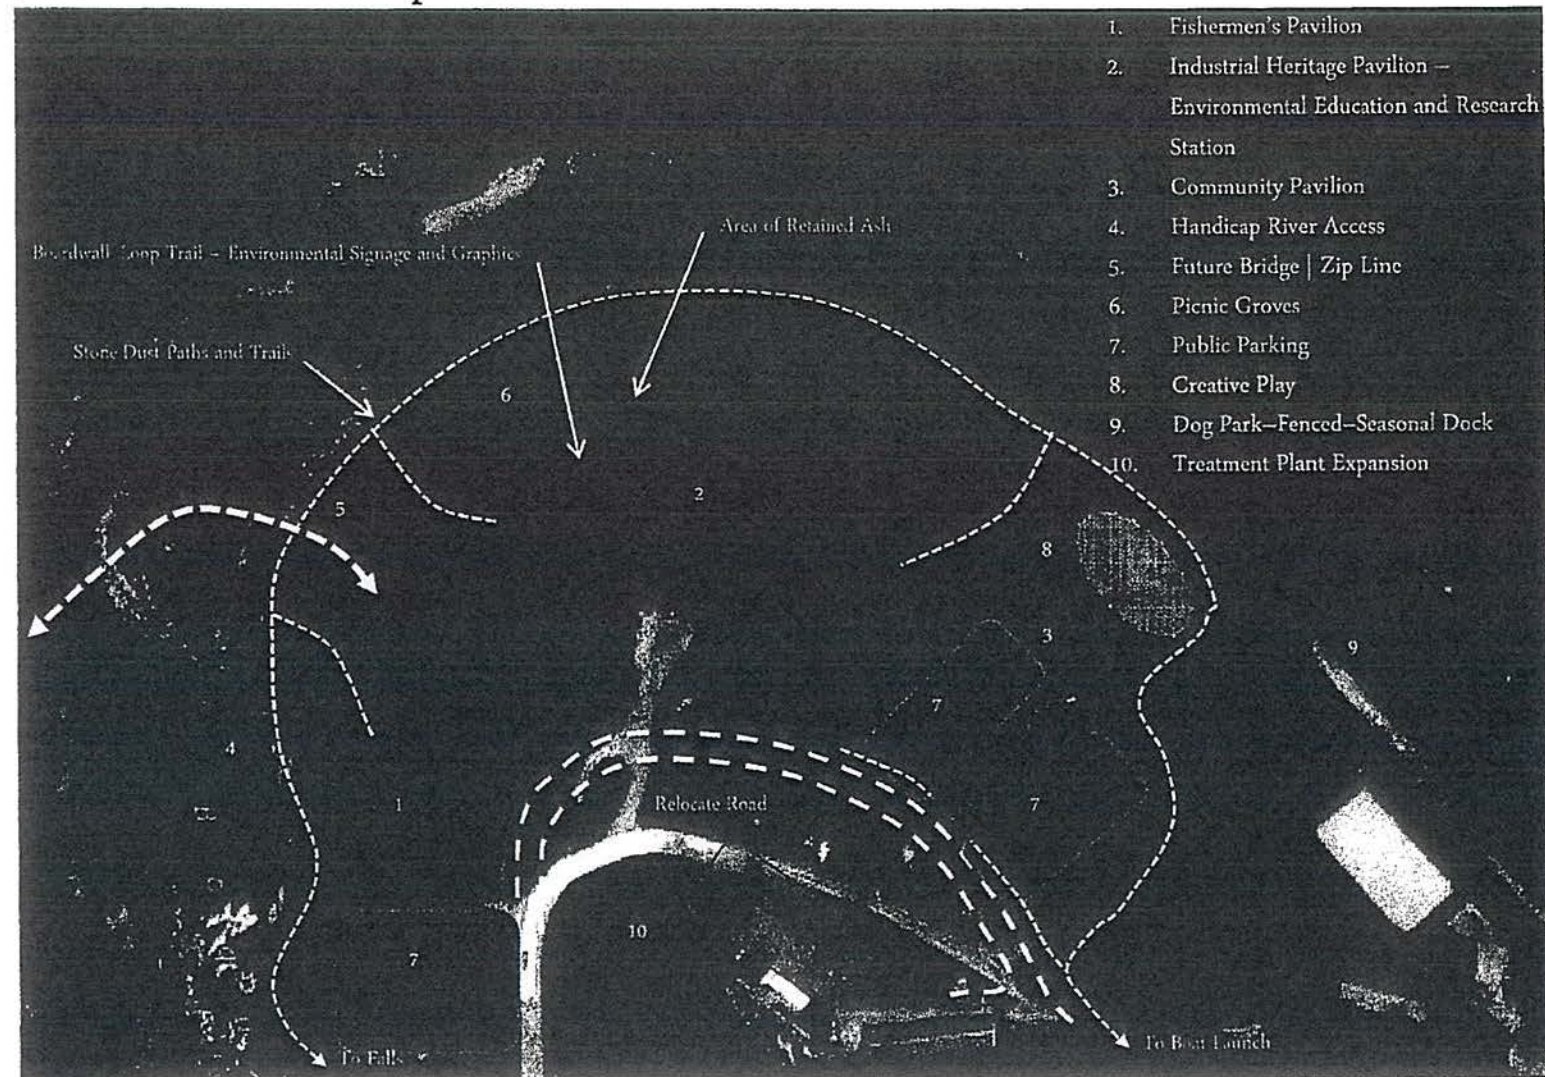 1. Fishermen's Pavilion
2. Industrial Heritage Pavilion –
Environmental Education and Research
Station
3. Community Pavilion
4. Handicap River Access
5. Future Bridge | Zip Line
6. Picnic Groves
7. Public Parking
8. Creative Play
9. Dog Park–Fenced–Seasonal Dock
10. Treatment Plant Expansion
Area of Retained Ash
Boardwalk Loop Trail – Environmental Signage and Graphics
Stone Dust Paths and Trails
6
2
5
8
3
9
7
4
1
Relocate Road
7
10
7
To Falls
To Boat Launch